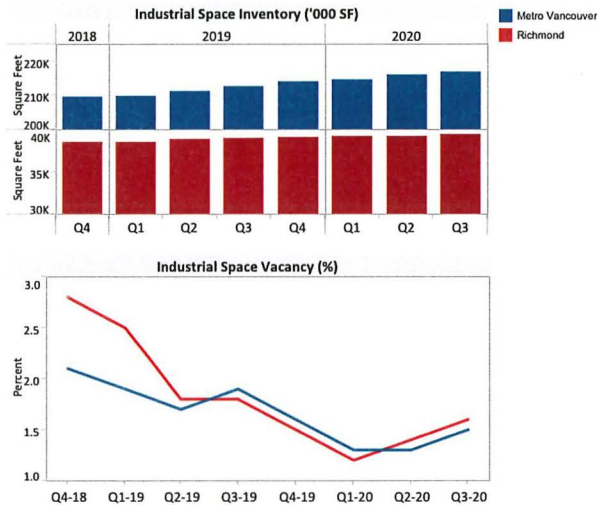 Industrial Space Inventory ('000 SF)
Metro Vancouver
Richmond
2018 2019 2020
Square Feet
220K
210K
200K
Square Feet
40K
35K
30K
Q4 Q1 Q2 Q3 Q4 Q1 Q2 Q3
Industrial Space Vacancy (%)
Percent
3.0
2.5
2.0
1.5
1.0
Q4-18 Q1-19 Q2-19 Q3-19 Q4-19 Q1-20 Q2-20 Q3-20